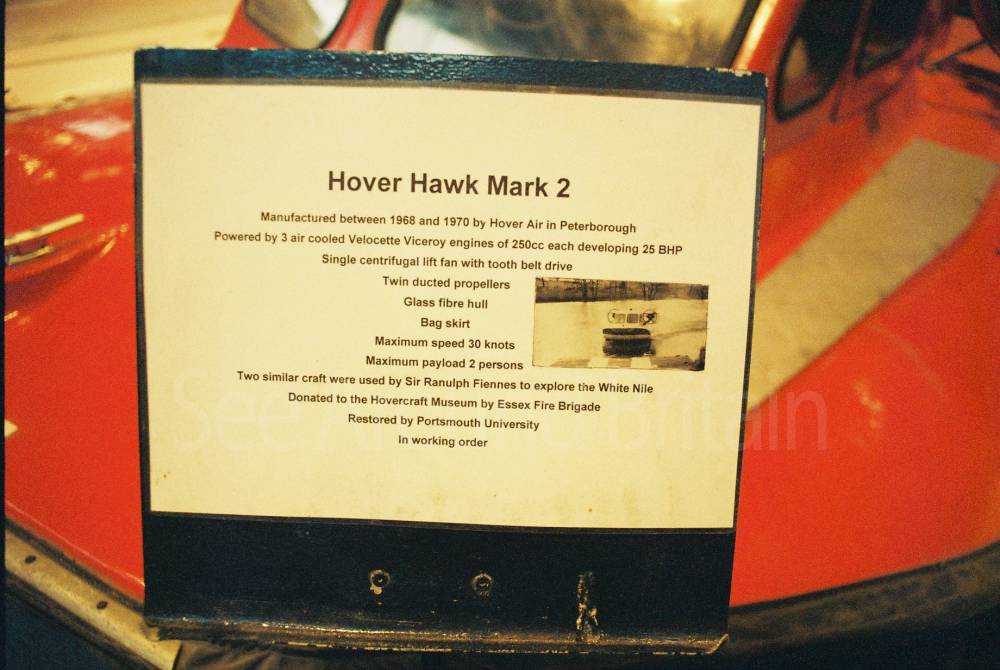 Hover Hawk Mark 2
Manufactured between 1968 and 1970 by Hover Air in Peterborough
Powered by 3 air cooled Velocette Viceroy engines of 250cc each developing 25 BHP
Single centrifugal lift fan with tooth belt drive
Twin ducted propellers
Glass fibre hull
Bag skirt
Maximum speed 30 knots
Maximum payload 2 persons
Two similar craft were used by Sir Ranulph Fiennes to explore the White Nile
Donated to the Hovercraft Museum by Essex Fire Brigade
Restored by Portsmouth University
In working order
See Around Britain